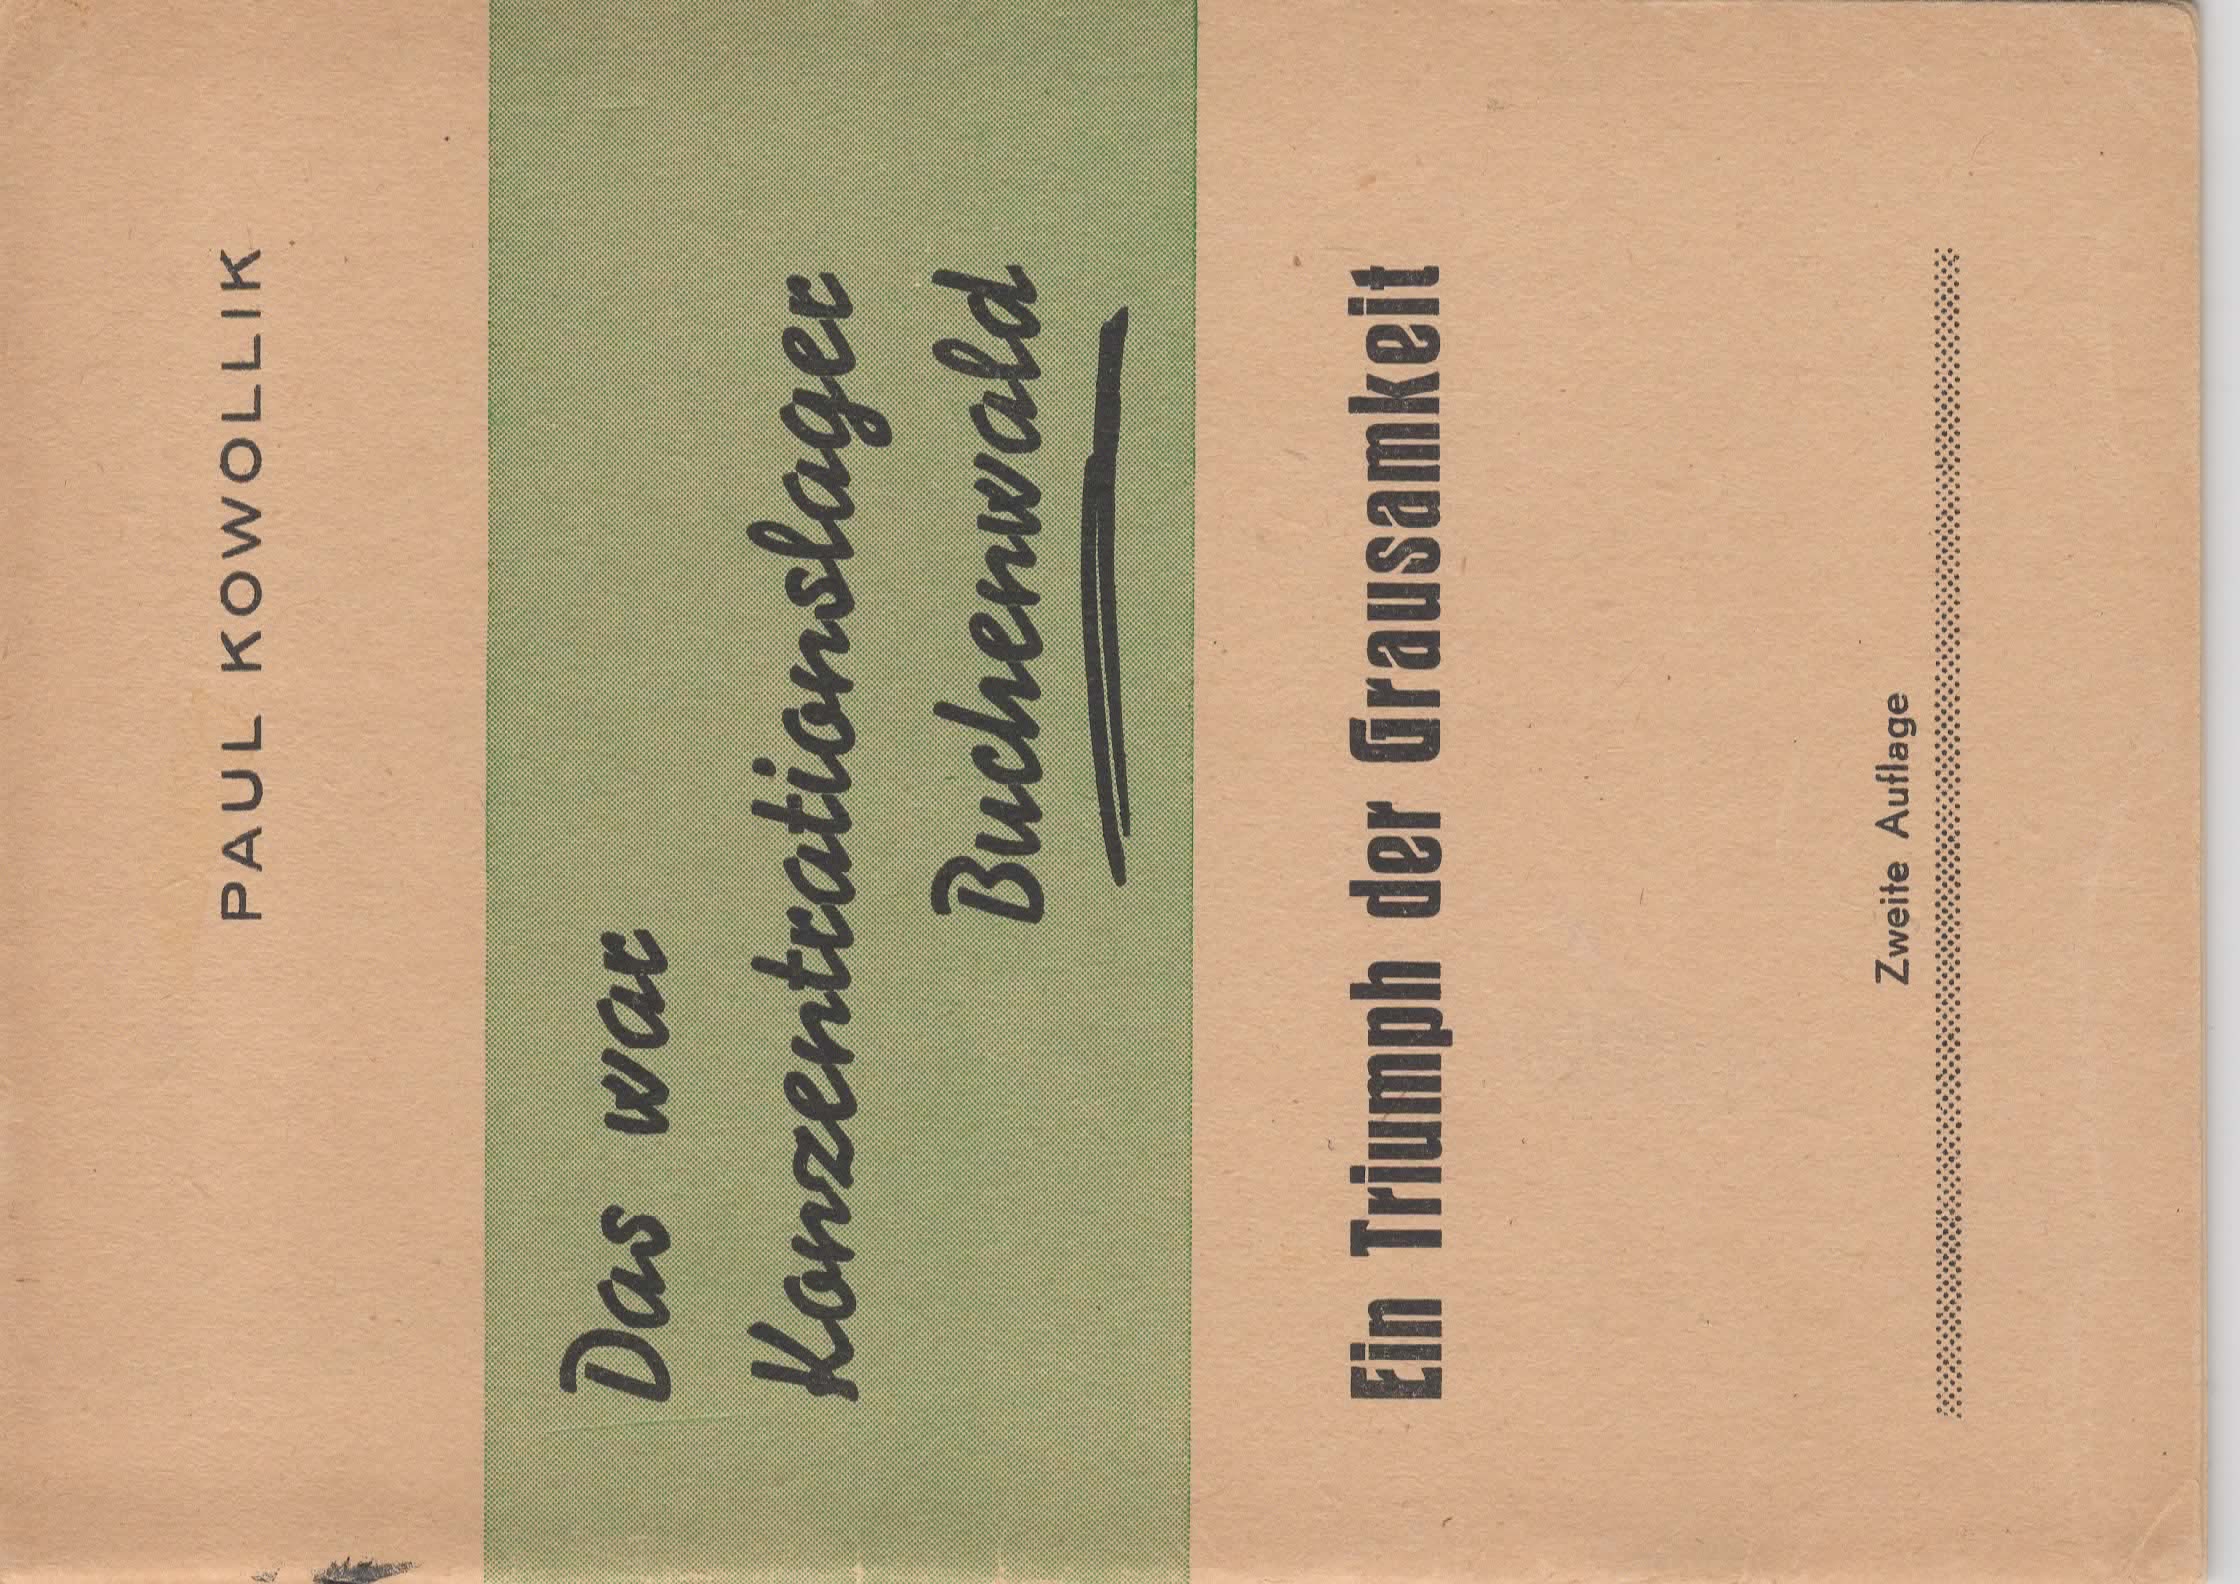 PAUL KOWOLLIK
Das war
Konzentrationslager
Buchenwald
Ein Triumph der Grausamkeit
Zweite Auflage